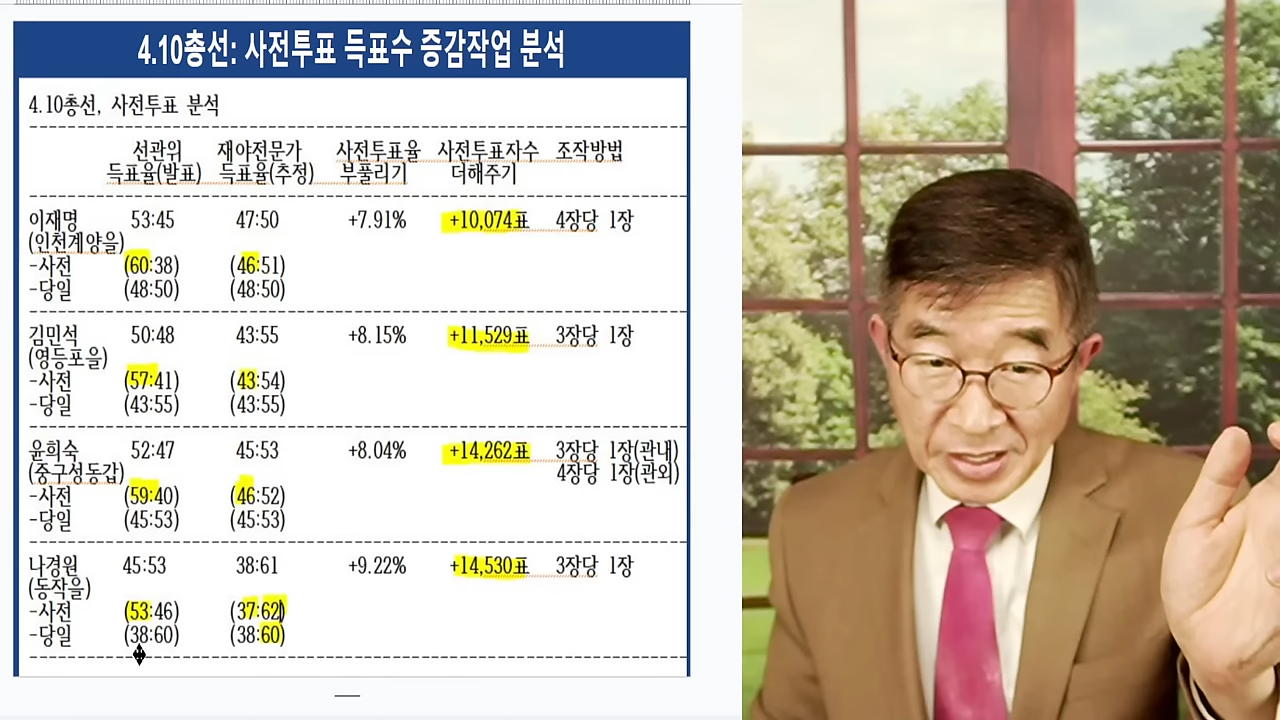 4.10총선: 사전투표 득표수 증감작업 분석
4.10총선, 사전투표 분석
선관위 재야전문가 사전투표율 사전투표자수 조작방법
득표율(발표) 득표율(추정) 부풀리기 더해주기
이재명 53:45 47:50 +7.91% +10,074표 4장당 1장
(인천계양을)
-사전 (60:38) (46:51)
-당일 (48:50) (48:50)
김민석 50:48 43:55 +8.15% +11,529표 3장당 1장
(영등포을)
-사전 (57:41) (43:54)
-당일 (43:55) (43:55)
윤희숙 52:47 45:53 +8.04% +14,262표 3장당 1장(관내)
(중구성동갑) 4장당 1장(관외)
-사전 (59:40) (46:52)
-당일 (45:53) (45:53)
나경원 45:53 38:61 +9.22% +14,530표 3장당 1장
(동작을)
-사전 (53:46) (37:62)
-당일 (38:60) (38:60)